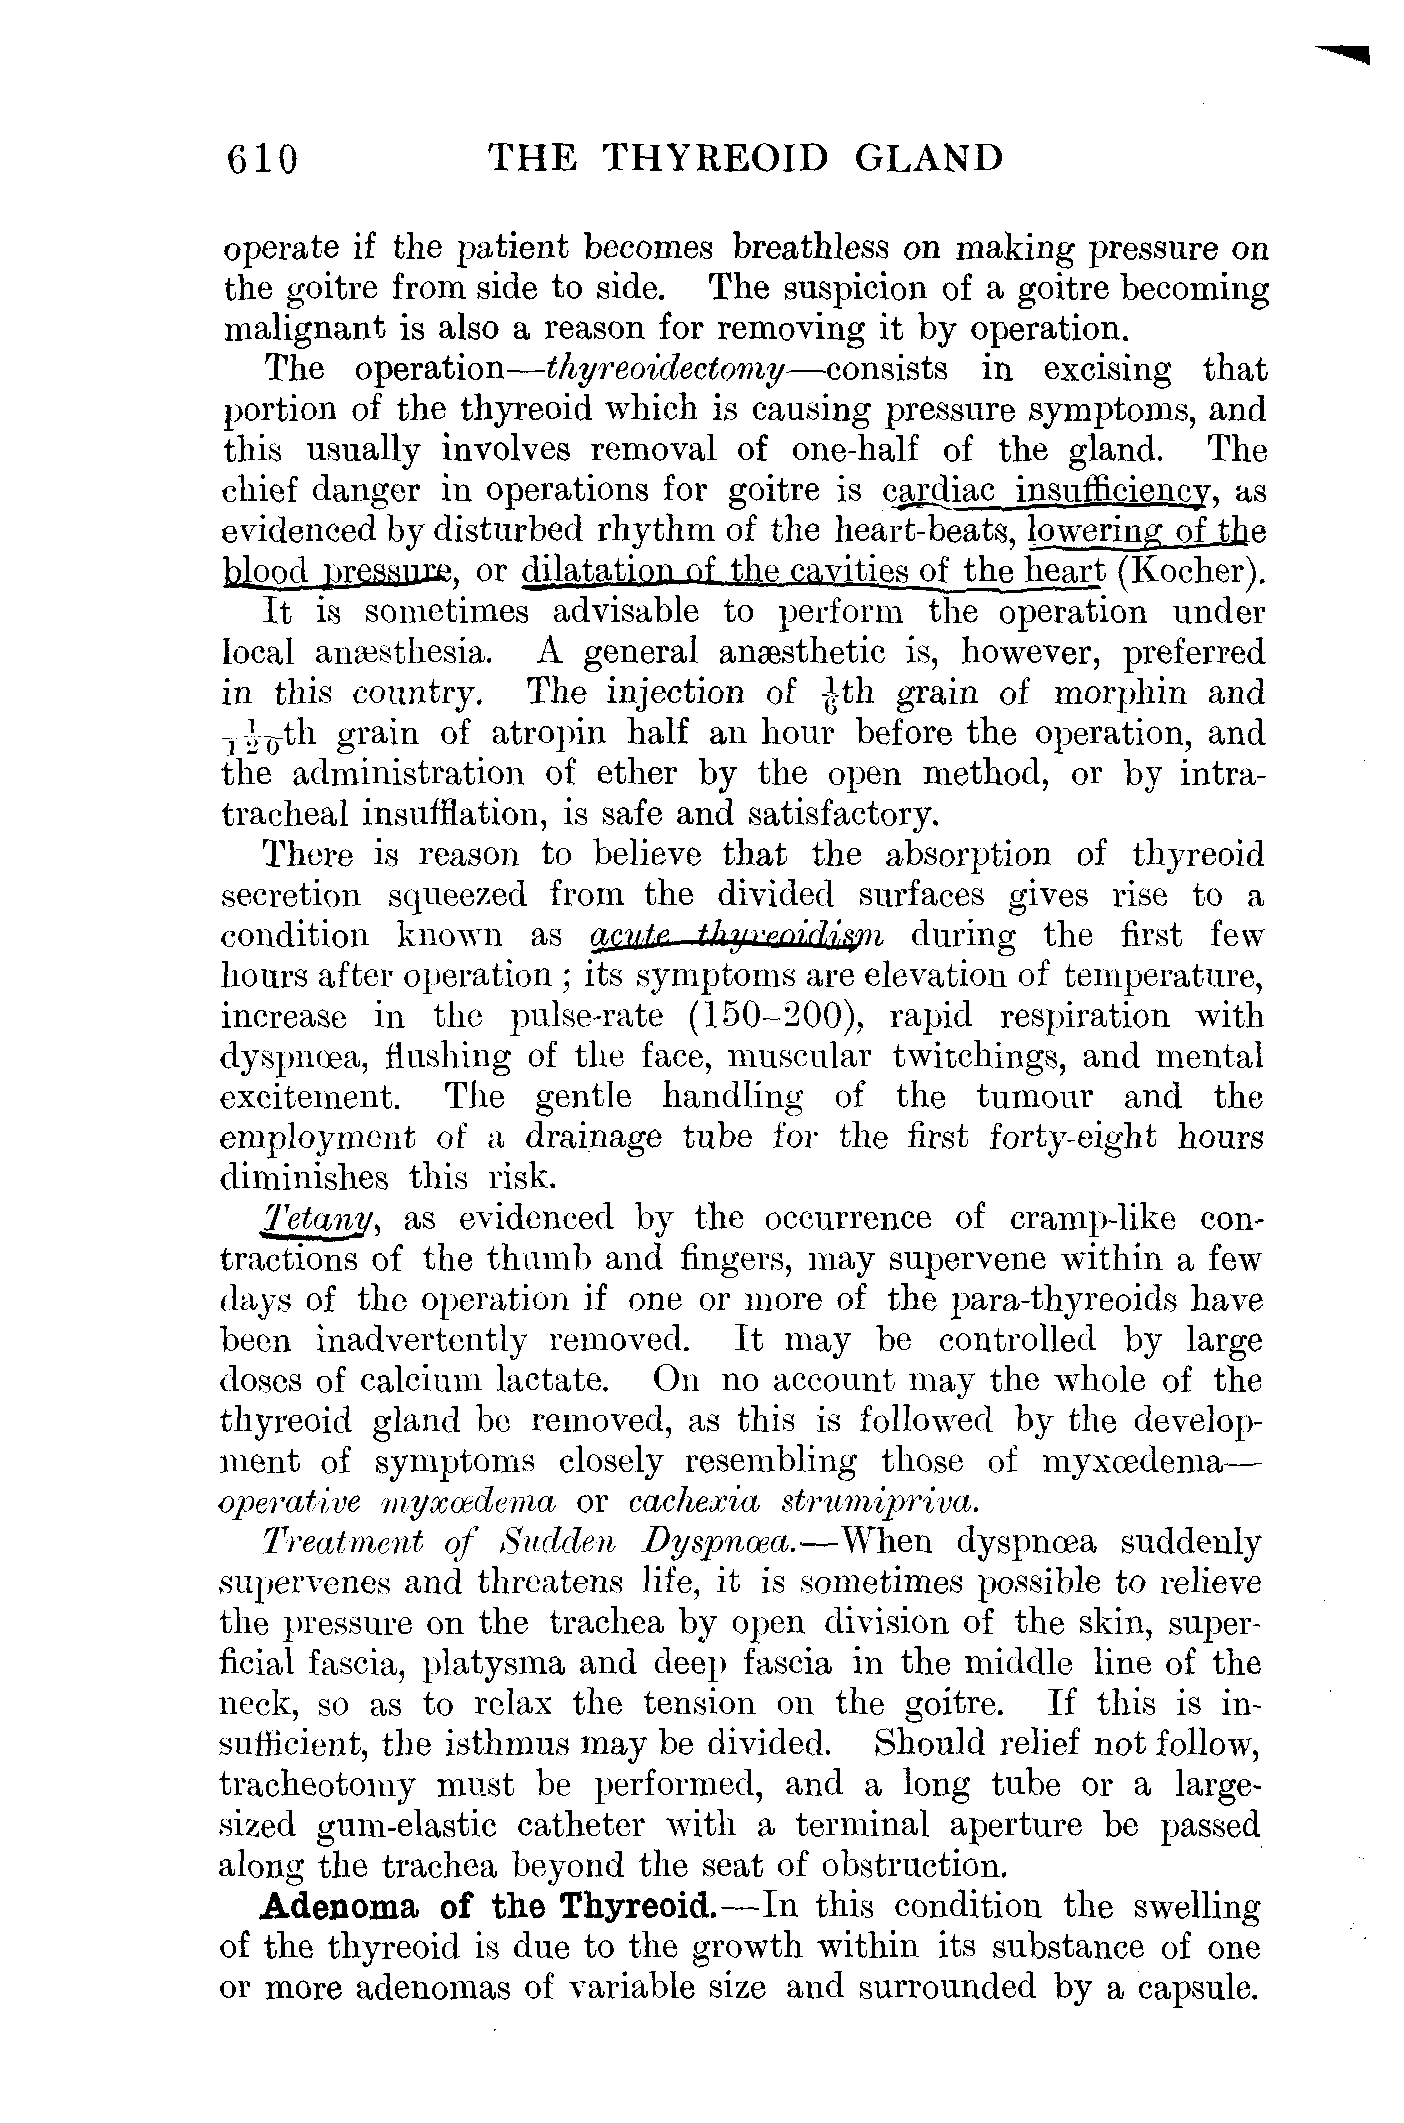 610 THE THYREOID GLAND
operate if the patient becomes breathless on making pressure on
the goitre from side to side. The suspicion of a goitre becoming
malignant is also a reason for removing it by operation.
The operation—thyreoidectomy—consists in excising that
portion of the thyreoid which is causing pressure symptoms, and
this usually involves removal of one-half of the gland. The
chief danger in operations for goitre is cardiac insufficiency, as
evidenced by disturbed rhythm of the heart-beats, lowering of the
blood pressure, or dilatation of the cavities of the heart (Kocher).
It is sometimes advisable to perform the operation under
local anæsthesia. A general anæsthetic is, however, preferred
in this country. The injection of 1/6th grain of morphin and
1/120th grain of atropin half an hour before the operation, and
the administration of ether by the open method, or by intra-
tracheal insufflation, is safe and satisfactory.
There is reason to believe that the absorption of thyreoid
secretion squeezed from the divided surfaces gives rise to a
condition known as acute thyreoidism during the first few
hours after operation ; its symptoms are elevation of temperature,
increase in the pulse-rate (150–200), rapid respiration with
dyspnœa, flushing of the face, muscular twitchings, and mental
excitement. The gentle handling of the tumour and the
employment of a drainage tube for the first forty-eight hours
diminishes this risk.
Tetany, as evidenced by the occurrence of cramp-like con-
tractions of the thumb and fingers, may supervene within a few
days of the operation if one or more of the para-thyreoids have
been inadvertently removed. It may be controlled by large
doses of calcium lactate. On no account may the whole of the
thyreoid gland be removed, as this is followed by the develop-
ment of symptoms closely resembling those of myxœdema—
operative myxœdema or cachexia strumipriva.
Treatment of Sudden Dyspnœa.—When dyspnœa suddenly
supervenes and threatens life, it is sometimes possible to relieve
the pressure on the trachea by open division of the skin, super-
ficial fascia, platysma and deep fascia in the middle line of the
neck, so as to relax the tension on the goitre. If this is in-
sufficient, the isthmus may be divided. Should relief not follow,
tracheotomy must be performed, and a long tube or a large-
sized gum-elastic catheter with a terminal aperture be passed
along the trachea beyond the seat of obstruction.
Adenoma of the Thyreoid.—In this condition the swelling
of the thyreoid is due to the growth within its substance of one
or more adenomas of variable size and surrounded by a capsule.